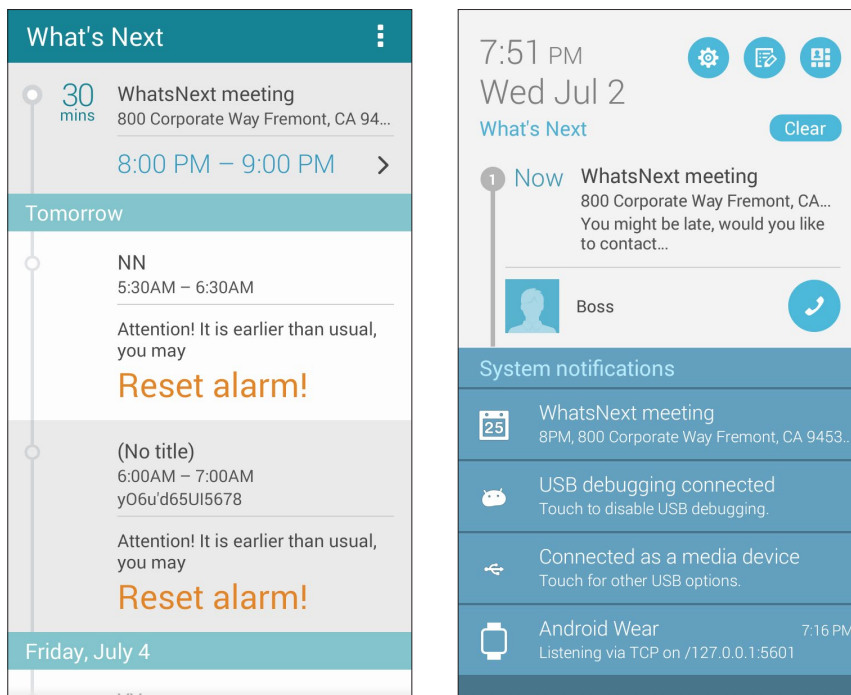 What's Next
30
mins
WhatsNext meeting
800 Corporate Way Fremont, CA 94...
8:00 PM – 9:00 PM
Tomorrow
NN
5:30AM – 6:30AM
Attention! It is earlier than usual,
you may
Reset alarm!
(No title)
6:00AM – 7:00AM
yO6u'd65UI5678
Attention! It is earlier than usual,
you may
Reset alarm!
Friday, July 4
7:51 PM
Wed Jul 2
What's Next
Clear
1
Now
WhatsNext meeting
800 Corporate Way Fremont, CA...
You might be late, would you like
to contact...
Boss
System notifications
25
WhatsNext meeting
8PM, 800 Corporate Way Fremont, CA 9453...
USB debugging connected
Touch to disable USB debugging.
Connected as a media device
Touch for other USB options.
Android Wear
7:16 PM
Listening via TCP on /127.0.0.1:5601